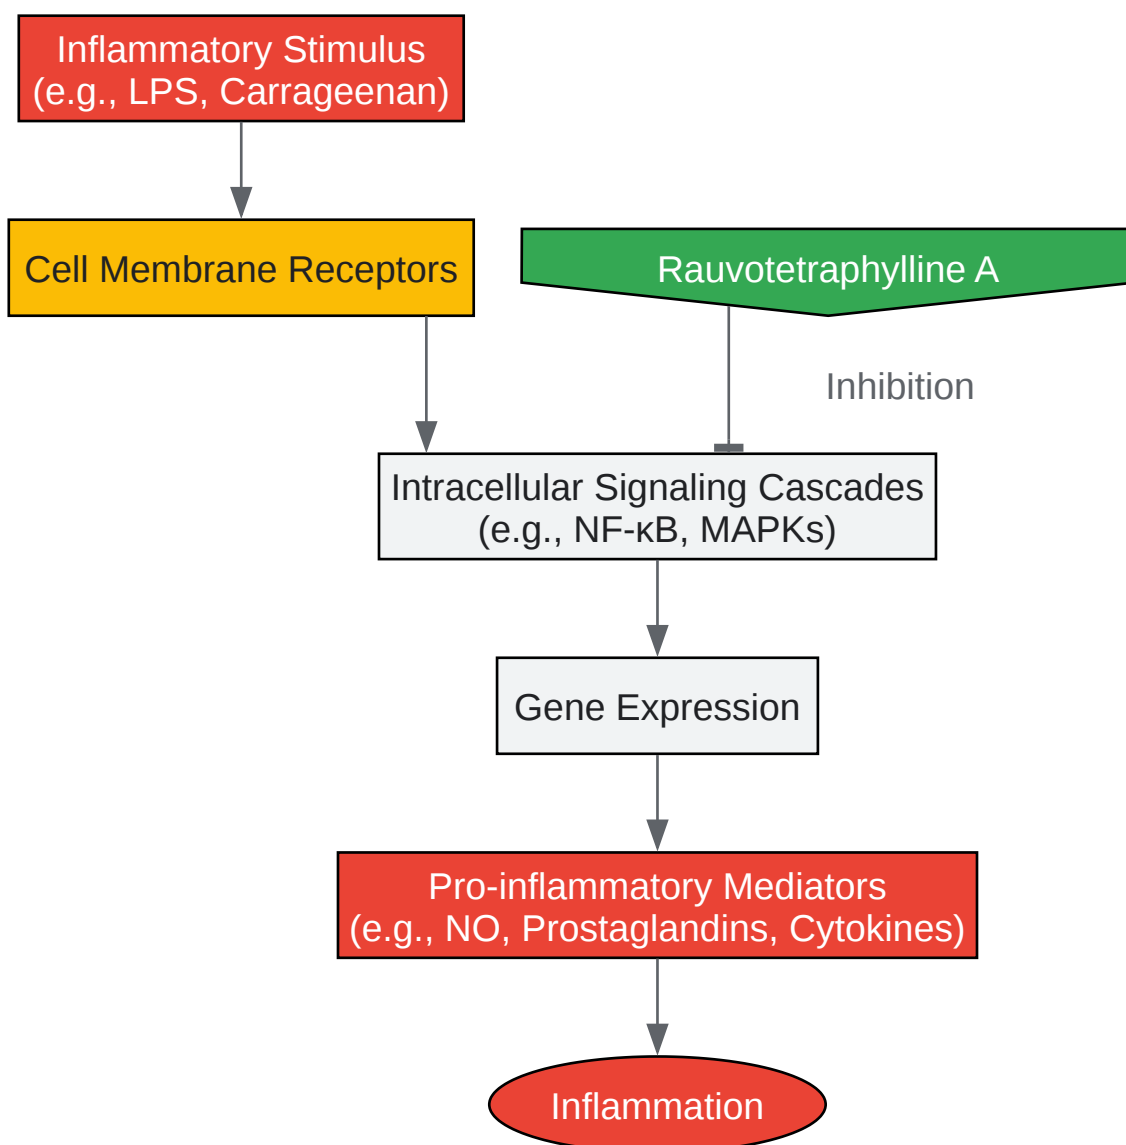 Inflammatory Stimulus
(e.g., LPS, Carrageenan)
Cell Membrane Receptors
Rauvotetraphylline A
Inhibition
Intracellular Signaling Cascades
(e.g., NF-κB, MAPKs)
Gene Expression
Pro-inflammatory Mediators
(e.g., NO, Prostaglandins, Cytokines)
Inflammation